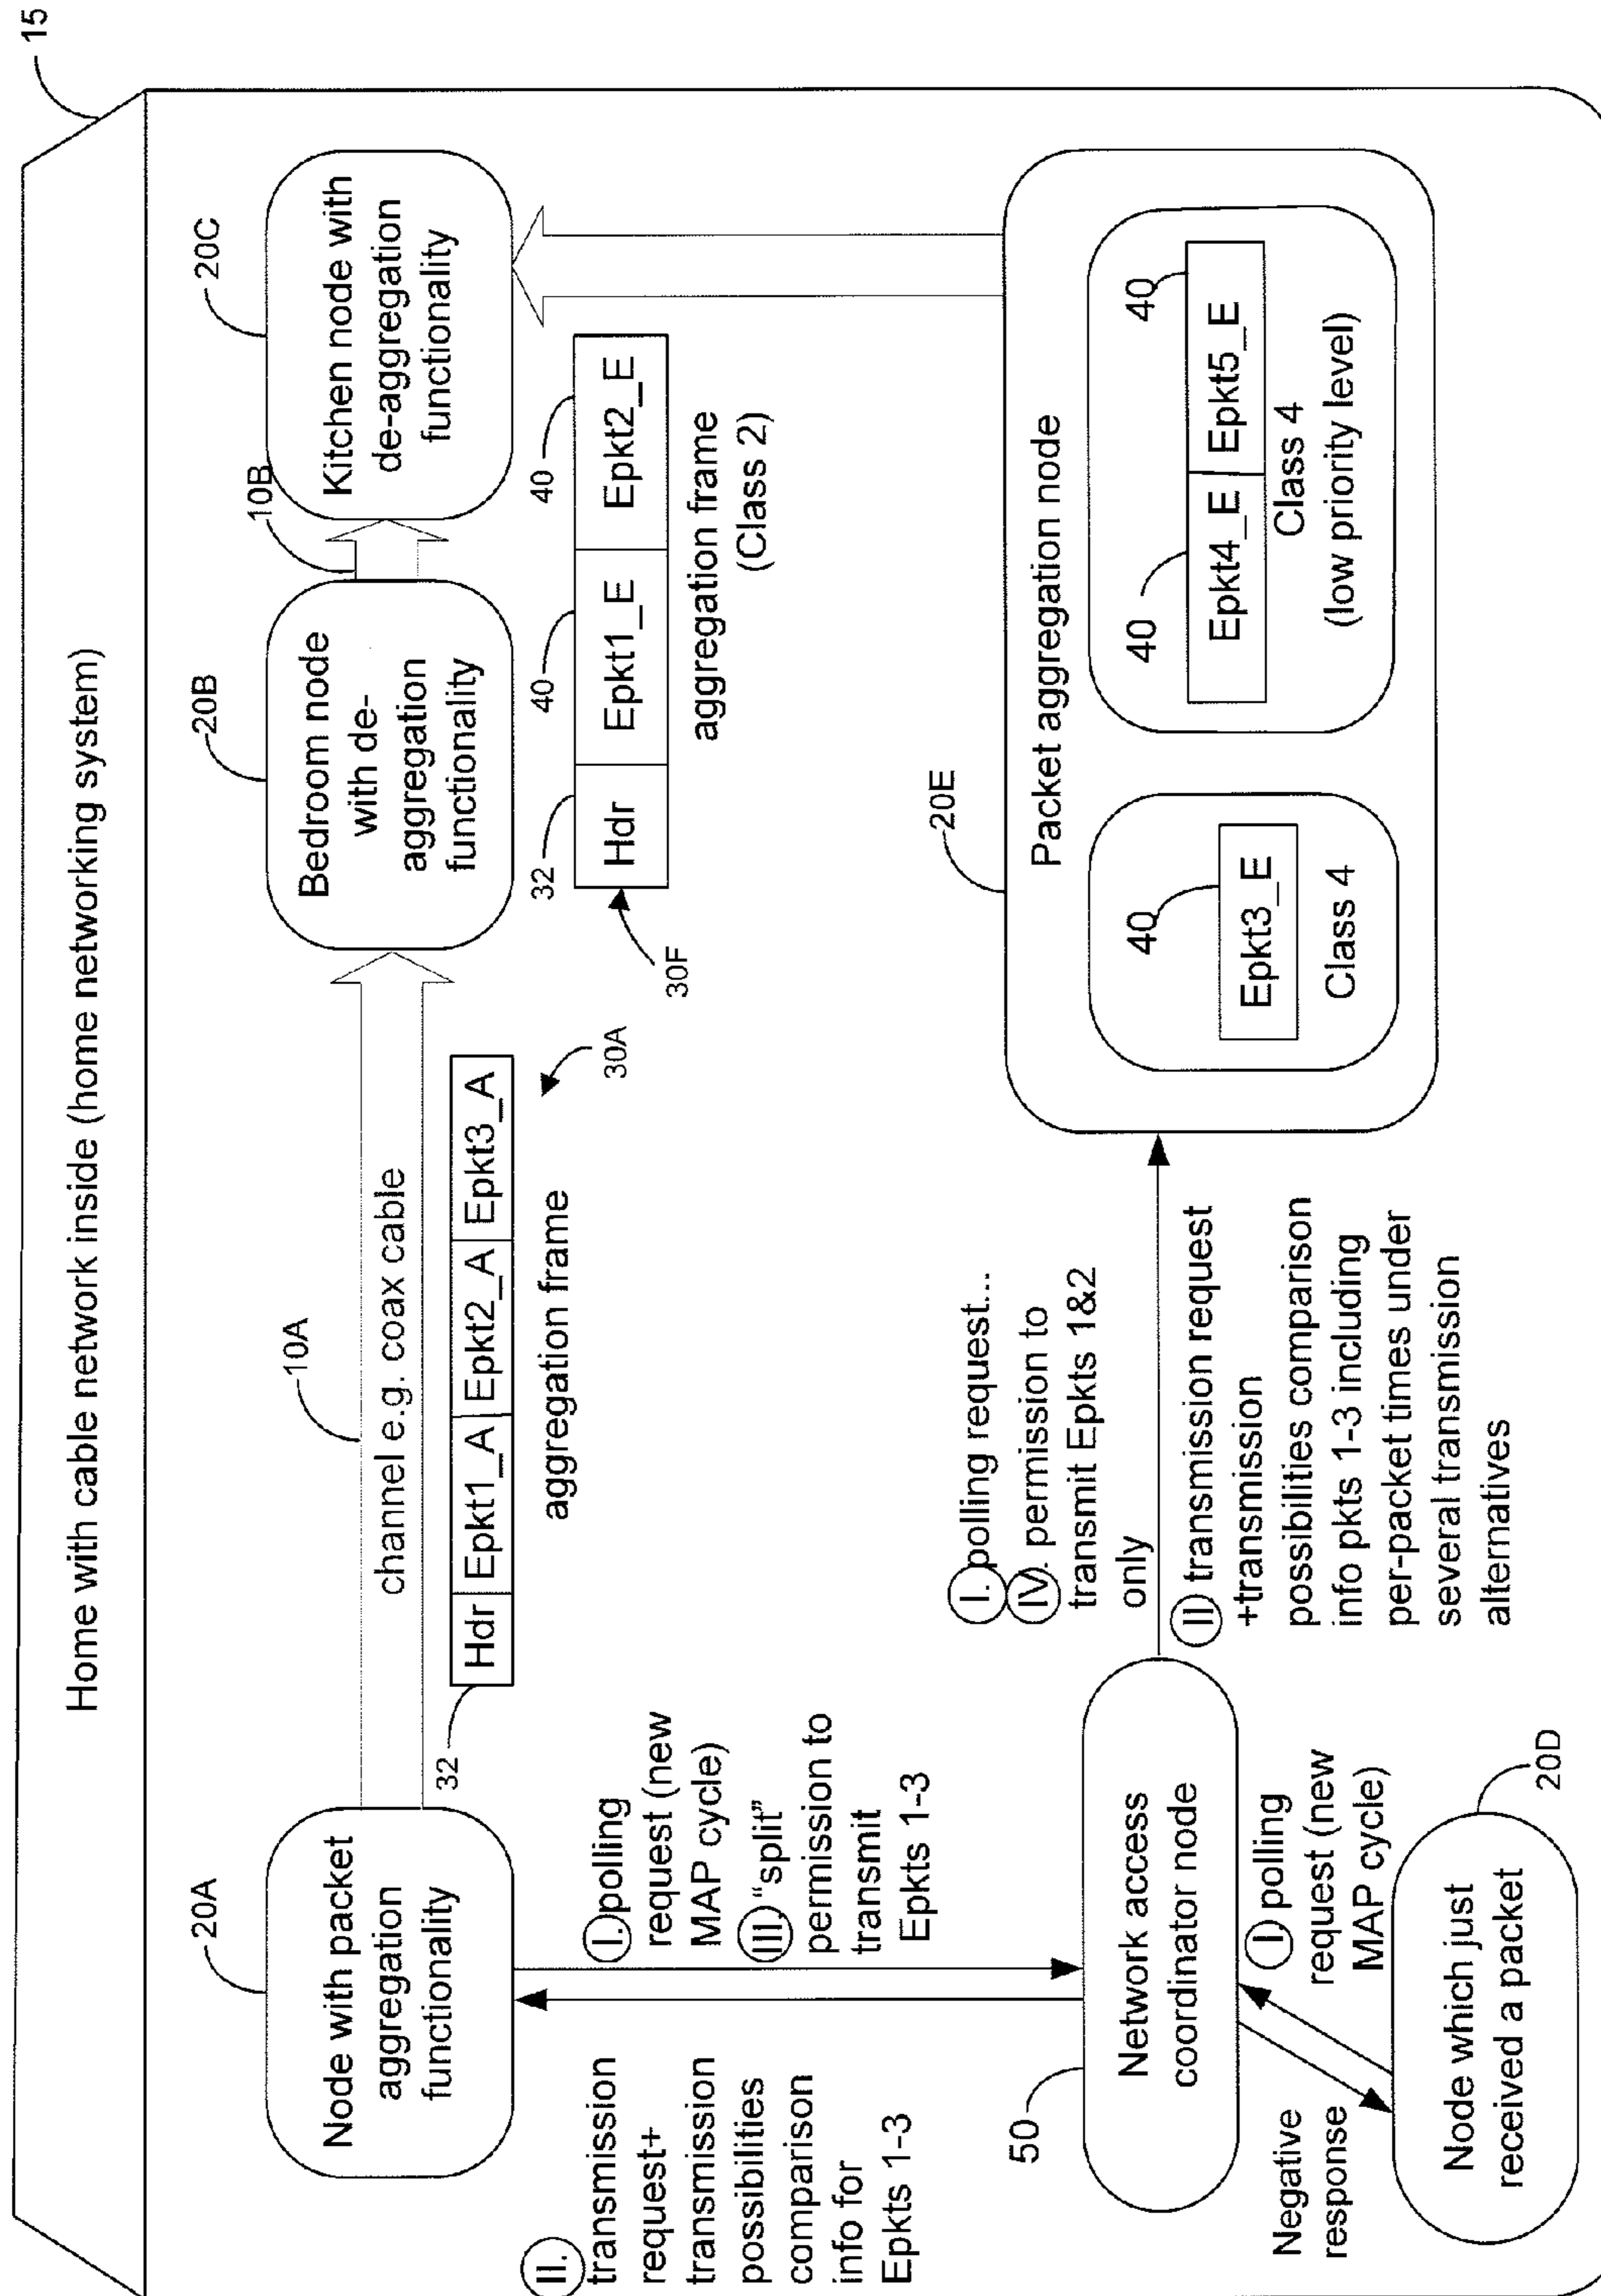 15
Home with cable network inside (home networking system)
20A
Node with packet
aggregation
functionality
10A
channel e.g. coax cable
32
Hdr Epkt1_A Epkt2_A Epkt3_A
aggregation frame
30A
20B
Bedroom node
with de-
aggregation
functionality
10B
20C
Kitchen node with
de-aggregation
functionality
32
40
40
Hdr Epkt1_E Epkt2_E
30F
aggregation frame
(Class 2)
II.
transmission
request+
transmission
possibilities
comparison
info for
Epkts 1-3
I. polling
request (new
MAP cycle)
III. "split"
permission to
transmit
Epkts 1-3
50
Network access
coordinator node
Negative
response
I. polling
request (new
MAP cycle)
20D
Node which just
received a packet
I. polling request...
IV. permission to
transmit Epkts 1&2
only
II) transmission request
+transmission
possibilities comparison
info pkts 1-3 including
per-packet times under
several transmission
alternatives
20E
Packet aggregation node
40
Epkt3_E
Class 4
40
40
Epkt4_E Epkt5_E
Class 4
(low priority level)